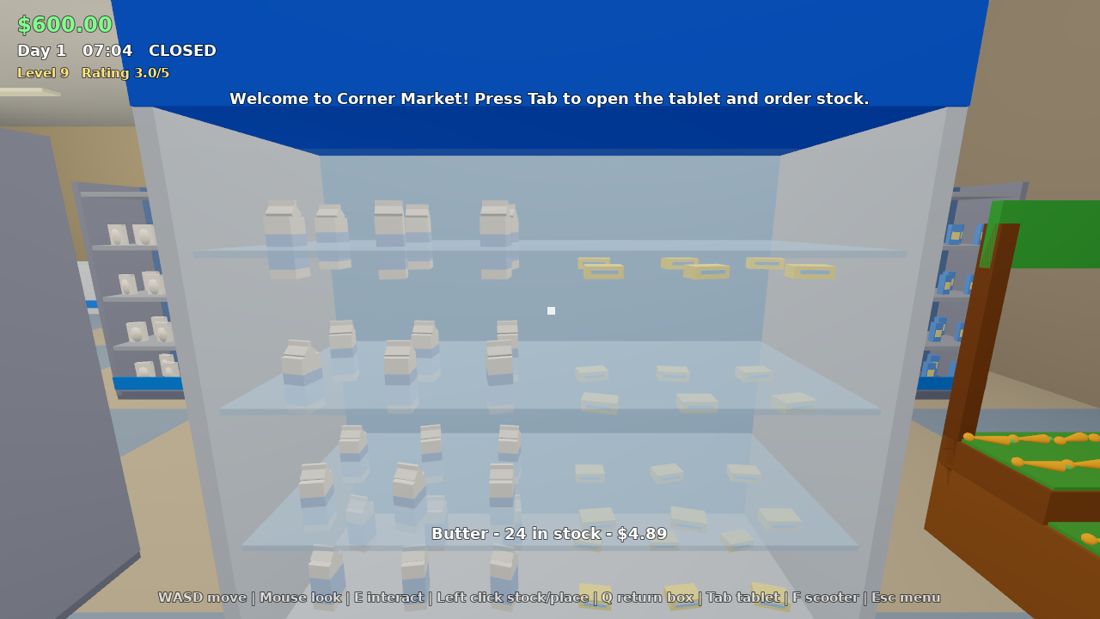 $600.00
Day 1 07:04 CLOSED
Level 9 Rating 3.0/5
Welcome to Corner Market! Press Tab to open the tablet and order stock.
Butter - 24 in stock - $4.89
WASD move | Mouse look | E interact | Left click stock/place | Q return box | Tab tablet | F scooter | Esc menu